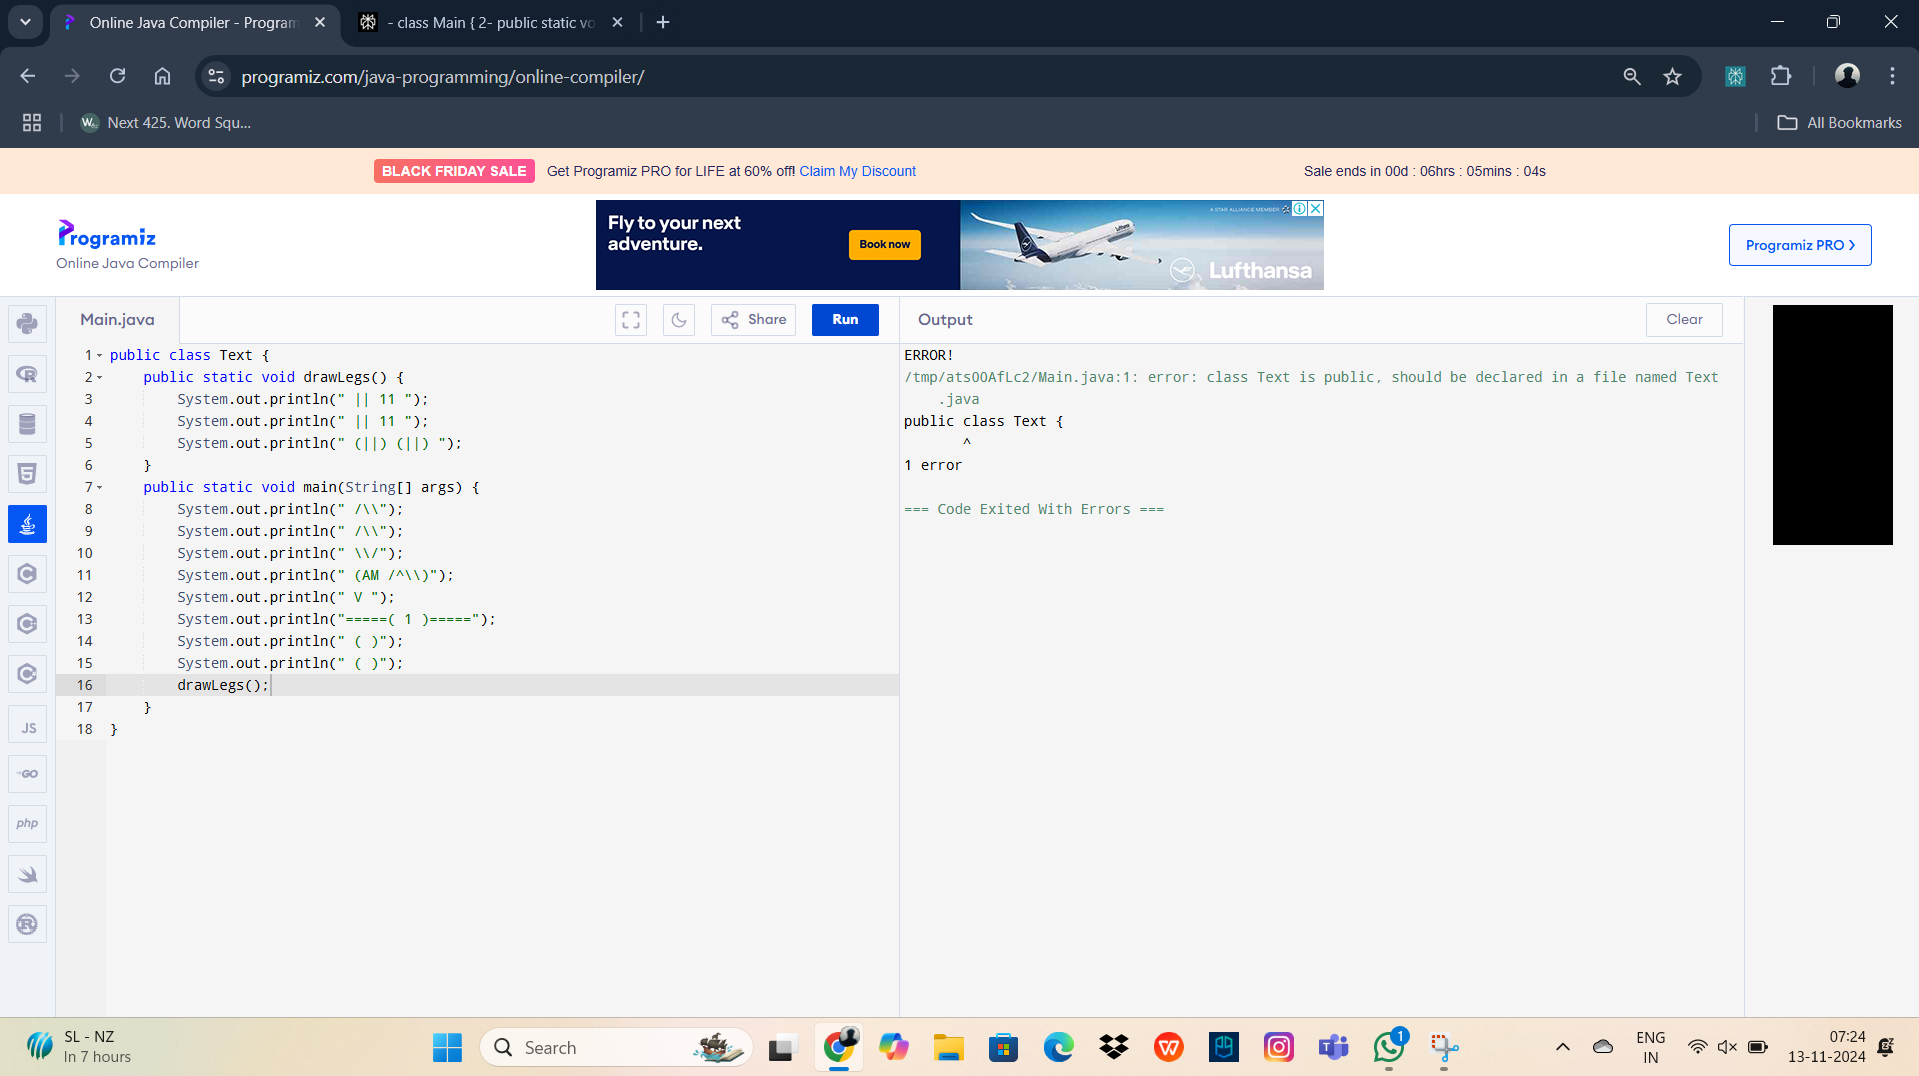 Online Java Compiler - Program
- class Main { 2- public static vo
programiz.com/java-programming/online-compiler/
Next 425. Word Squ...
All Bookmarks
BLACK FRIDAY SALE Get Programiz PRO for LIFE at 60% off! Claim My Discount
Sale ends in 00d : 06hrs : 05mins : 04s
Programiz
Online Java Compiler
Fly to your next
adventure.
Book now
A STAR ALLIANCE MEMBER
Lufthansa
Programiz PRO
Main.java
Share
Run
Output
Clear
1 public class Text {
2 public static void drawLegs() {
3 System.out.println(" || 11 ");
4 System.out.println(" || 11 ");
5 System.out.println(" (||) (||) ");
6 }
7 public static void main(String[] args) {
8 System.out.println(" /\\");
9 System.out.println(" /\\");
10 System.out.println(" \\/");
11 System.out.println(" (AM /^\\)");
12 System.out.println(" V ");
13 System.out.println("=====( 1 )=====");
14 System.out.println(" ( )");
15 System.out.println(" ( )");
16 drawLegs();
17 }
18 }
ERROR!
/tmp/atsOOAfLc2/Main.java:1: error: class Text is public, should be declared in a file named Text
.java
public class Text {
^
1 error
=== Code Exited With Errors ===
JS
GO
php
SL - NZ
In 7 hours
Search
1
ENG
IN
07:24
13-11-2024